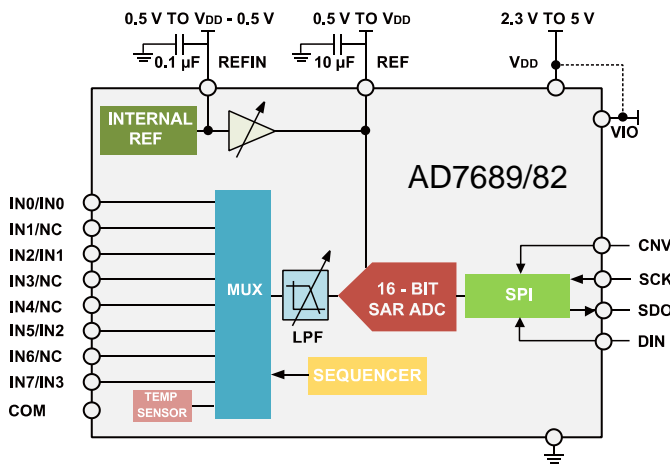 0.5 V TO VDD - 0.5 V
0.5 V TO VDD
2.3 V TO 5 V
0.1 µF
REFIN
10 µF
REF
VDD
INTERNAL
REF
VIO
AD7689/82
IN0/IN0
IN1/NC
IN2/IN1
IN3/NC
IN4/NC
IN5/IN2
IN6/NC
IN7/IN3
COM
MUX
LPF
16 - BIT
SAR ADC
SPI
CNV
SCK
SDO
DIN
SEQUENCER
TEMP
SENSOR